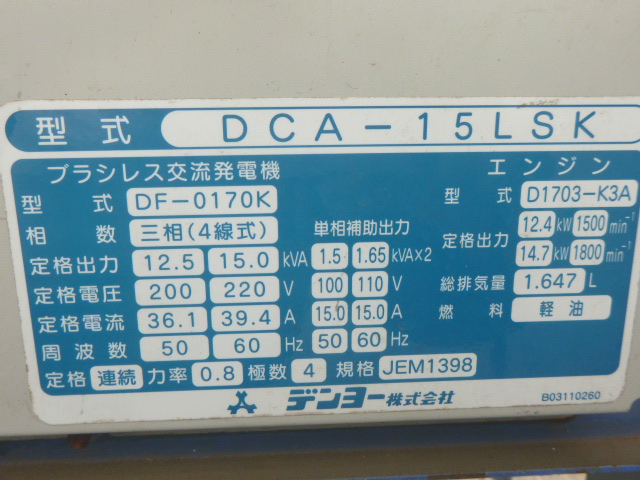 型式 DCA-15LSK
ブラシレス交流発電機
型式 DF-0170K
相数 三相(4線式) 単相補助出力
定格出力 12.5 15.0 kVA 1.5 1.65 kVA×2
定格電圧 200 220 V 100 110 V
定格電流 36.1 39.4 A 15.0 15.0 A
周波数 50 60 Hz 50 60 Hz
定格 連続 力率 0.8 極数 4 規格 JEM1398
エンジン
型式 D1703-K3A
定格出力 12.4 kW 1500 min⁻¹
14.7 kW 1800 min⁻¹
総排気量 1.647 L
燃料 軽油
デンヨー株式会社
B03110260